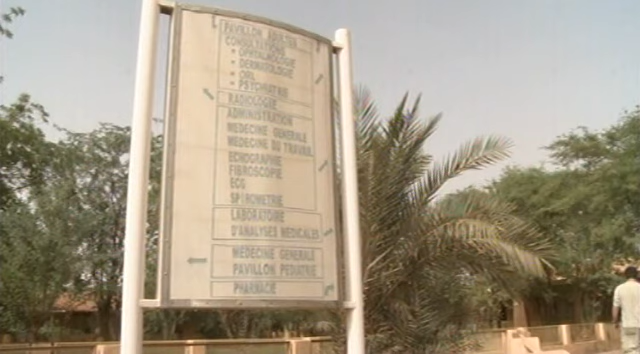 PAVILLON ADULTES
CONSULTATIONS
- OPHTALMOLOGIE
- DERMATOLOGIE
- ORL
- PSYCHIATRIE
RADIOLOGIE
ADMINISTRATION
MEDECINE GENERALE
MEDECINE DU TRAVAIL
ECHOGRAPHIE
FIBROSCOPIE
ECG
SPIROMETRIE
LABORATOIRE
D'ANALYSES MEDICALES
MEDECINE GENERALE
PAVILLON PEDIATRIE
PHARMACIE